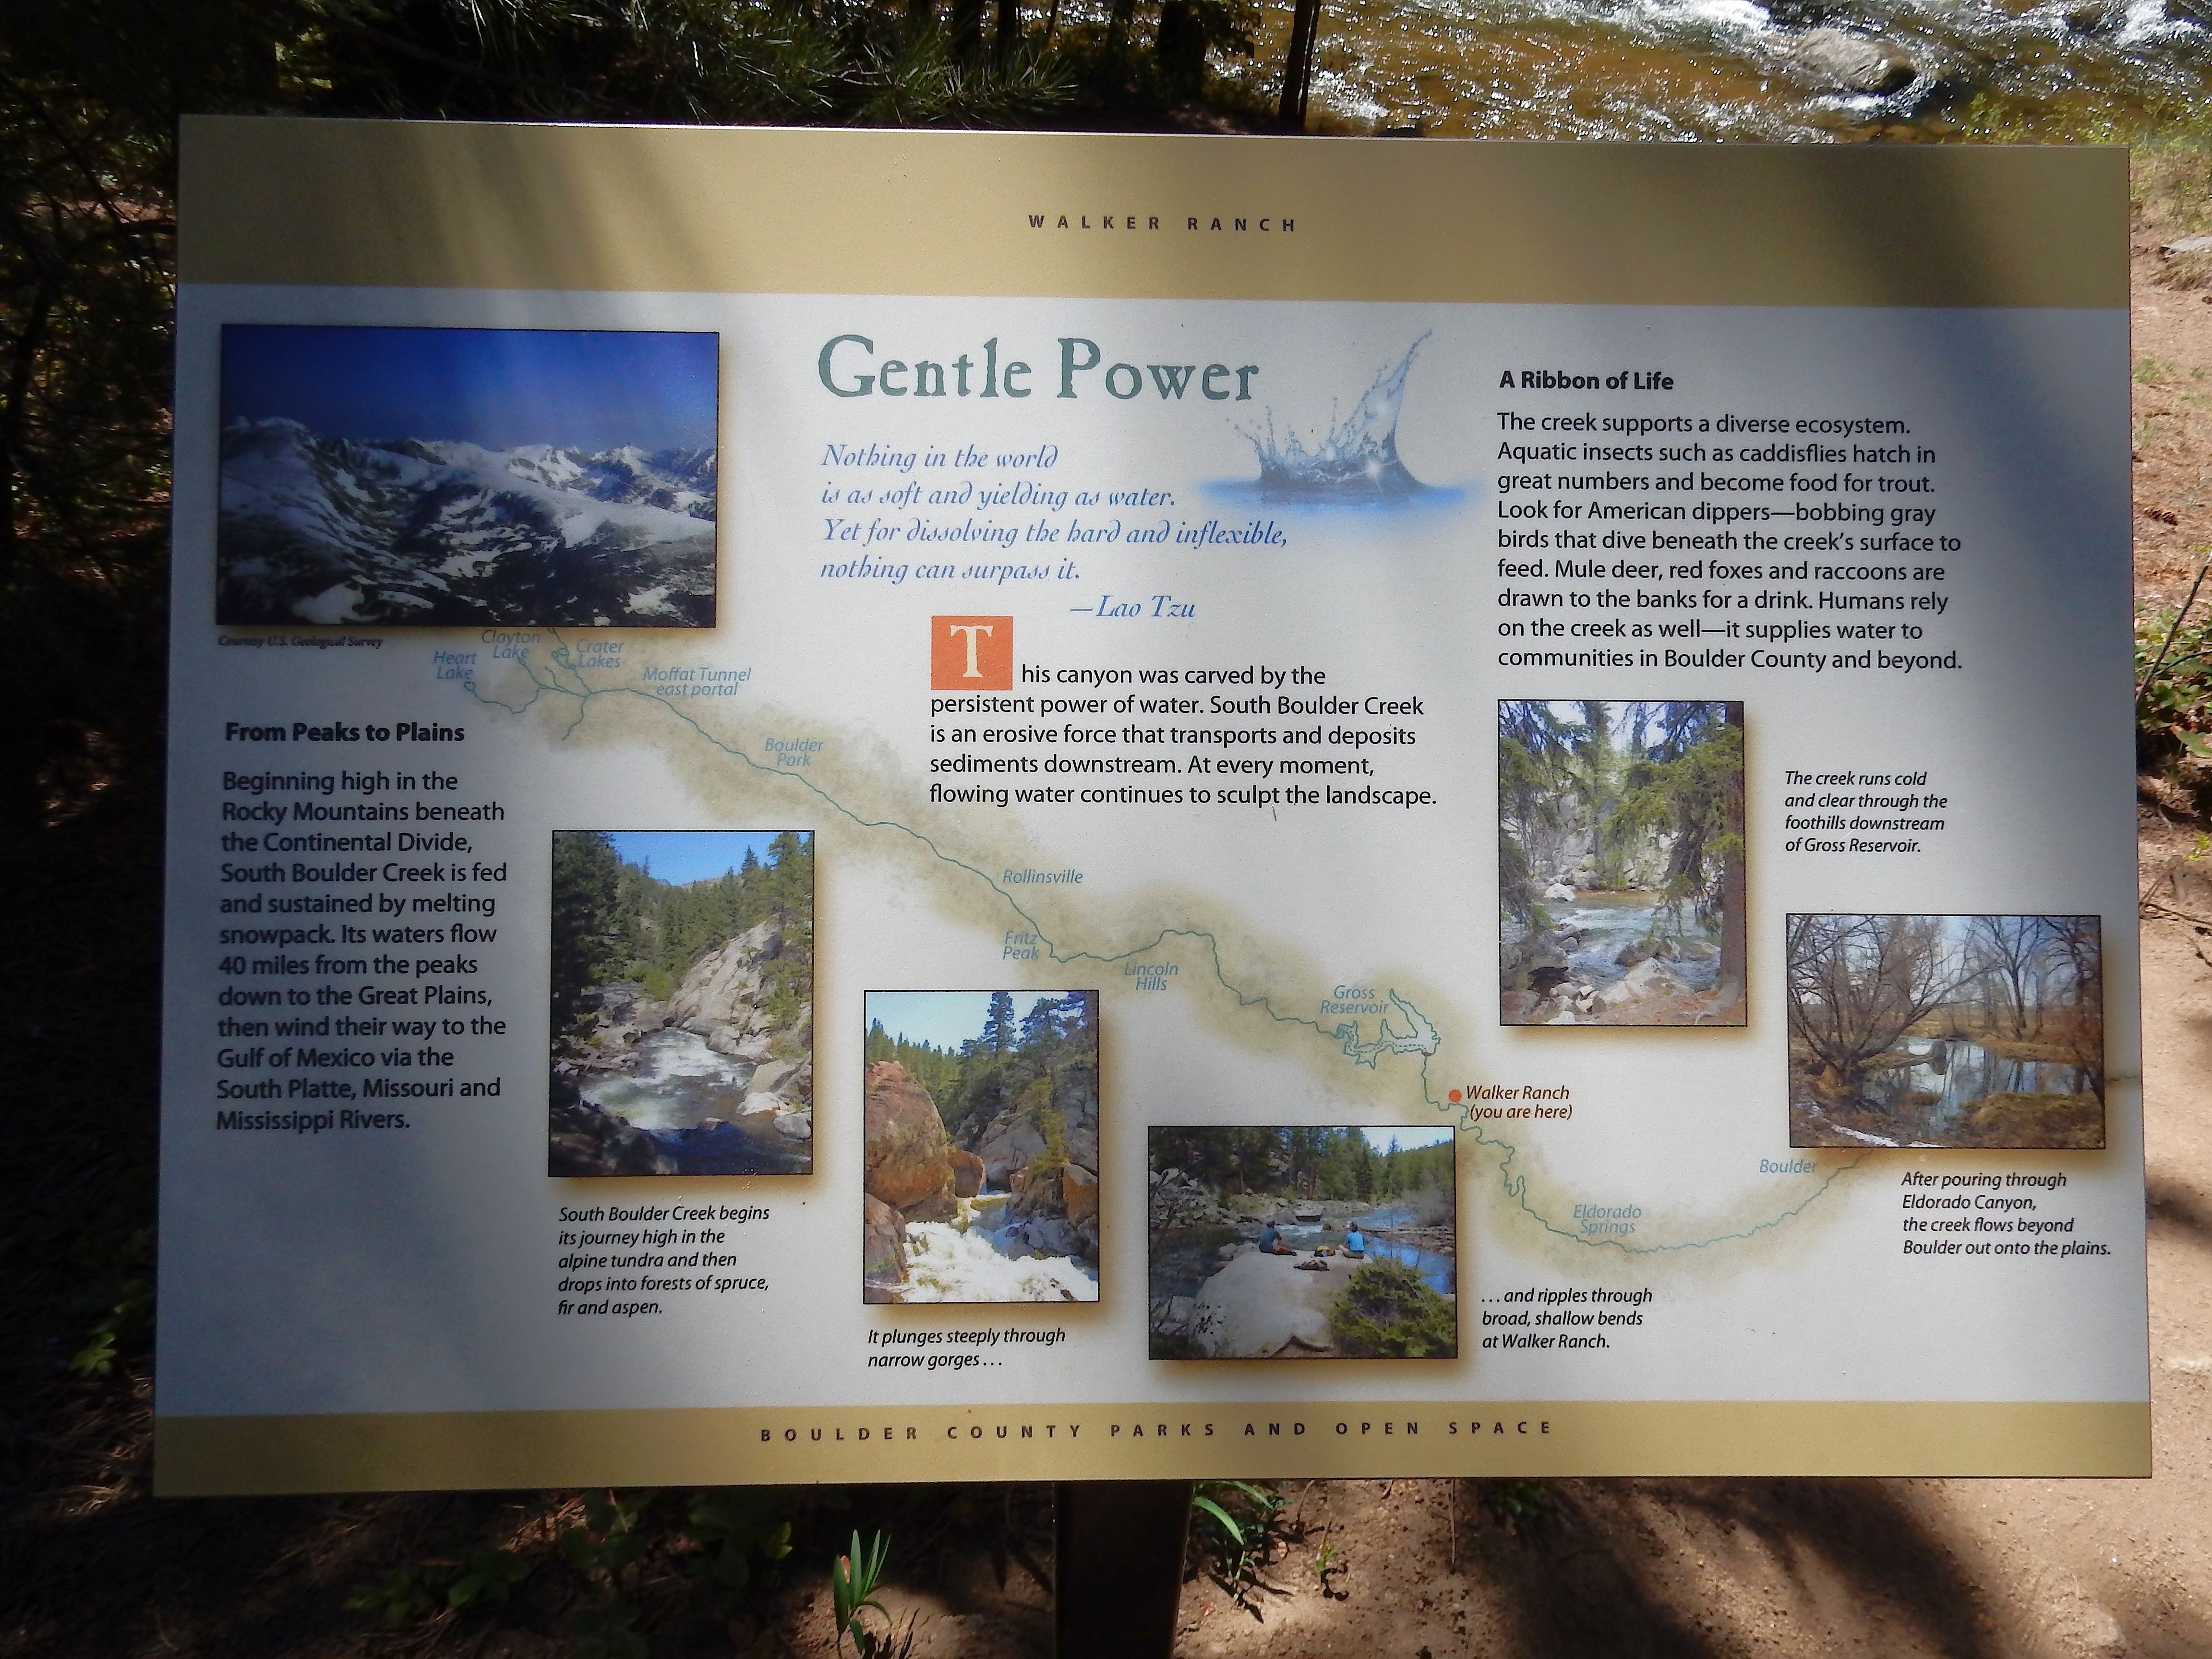 WALKER RANCH
Gentle Power
Nothing in the world
is as soft and yielding as water.
Yet for dissolving the hard and inflexible,
nothing can surpass it.
—Lao Tzu
This canyon was carved by the
persistent power of water. South Boulder Creek
is an erosive force that transports and deposits
sediments downstream. At every moment,
flowing water continues to sculpt the landscape.
Courtesy U.S. Geological Survey
From Peaks to Plains
Beginning high in the
Rocky Mountains beneath
the Continental Divide,
South Boulder Creek is fed
and sustained by melting
snowpack. Its waters flow
40 miles from the peaks
down to the Great Plains,
then wind their way to the
Gulf of Mexico via the
South Platte, Missouri and
Mississippi Rivers.
A Ribbon of Life
The creek supports a diverse ecosystem.
Aquatic insects such as caddisflies hatch in
great numbers and become food for trout.
Look for American dippers—bobbing gray
birds that dive beneath the creek's surface to
feed. Mule deer, red foxes and raccoons are
drawn to the banks for a drink. Humans rely
on the creek as well—it supplies water to
communities in Boulder County and beyond.
Heart
Lake
Clayton
Lake
Crater
Lakes
Moffat Tunnel
east portal
Boulder
Park
Rollinsville
Fritz
Peak
Lincoln
Hills
Gross
Reservoir
Walker Ranch
(you are here)
Eldorado
Springs
Boulder
South Boulder Creek begins
its journey high in the
alpine tundra and then
drops into forests of spruce,
fir and aspen.
It plunges steeply through
narrow gorges . . .
. . . and ripples through
broad, shallow bends
at Walker Ranch.
The creek runs cold
and clear through the
foothills downstream
of Gross Reservoir.
After pouring through
Eldorado Canyon,
the creek flows beyond
Boulder out onto the plains.
BOULDER COUNTY PARKS AND OPEN SPACE